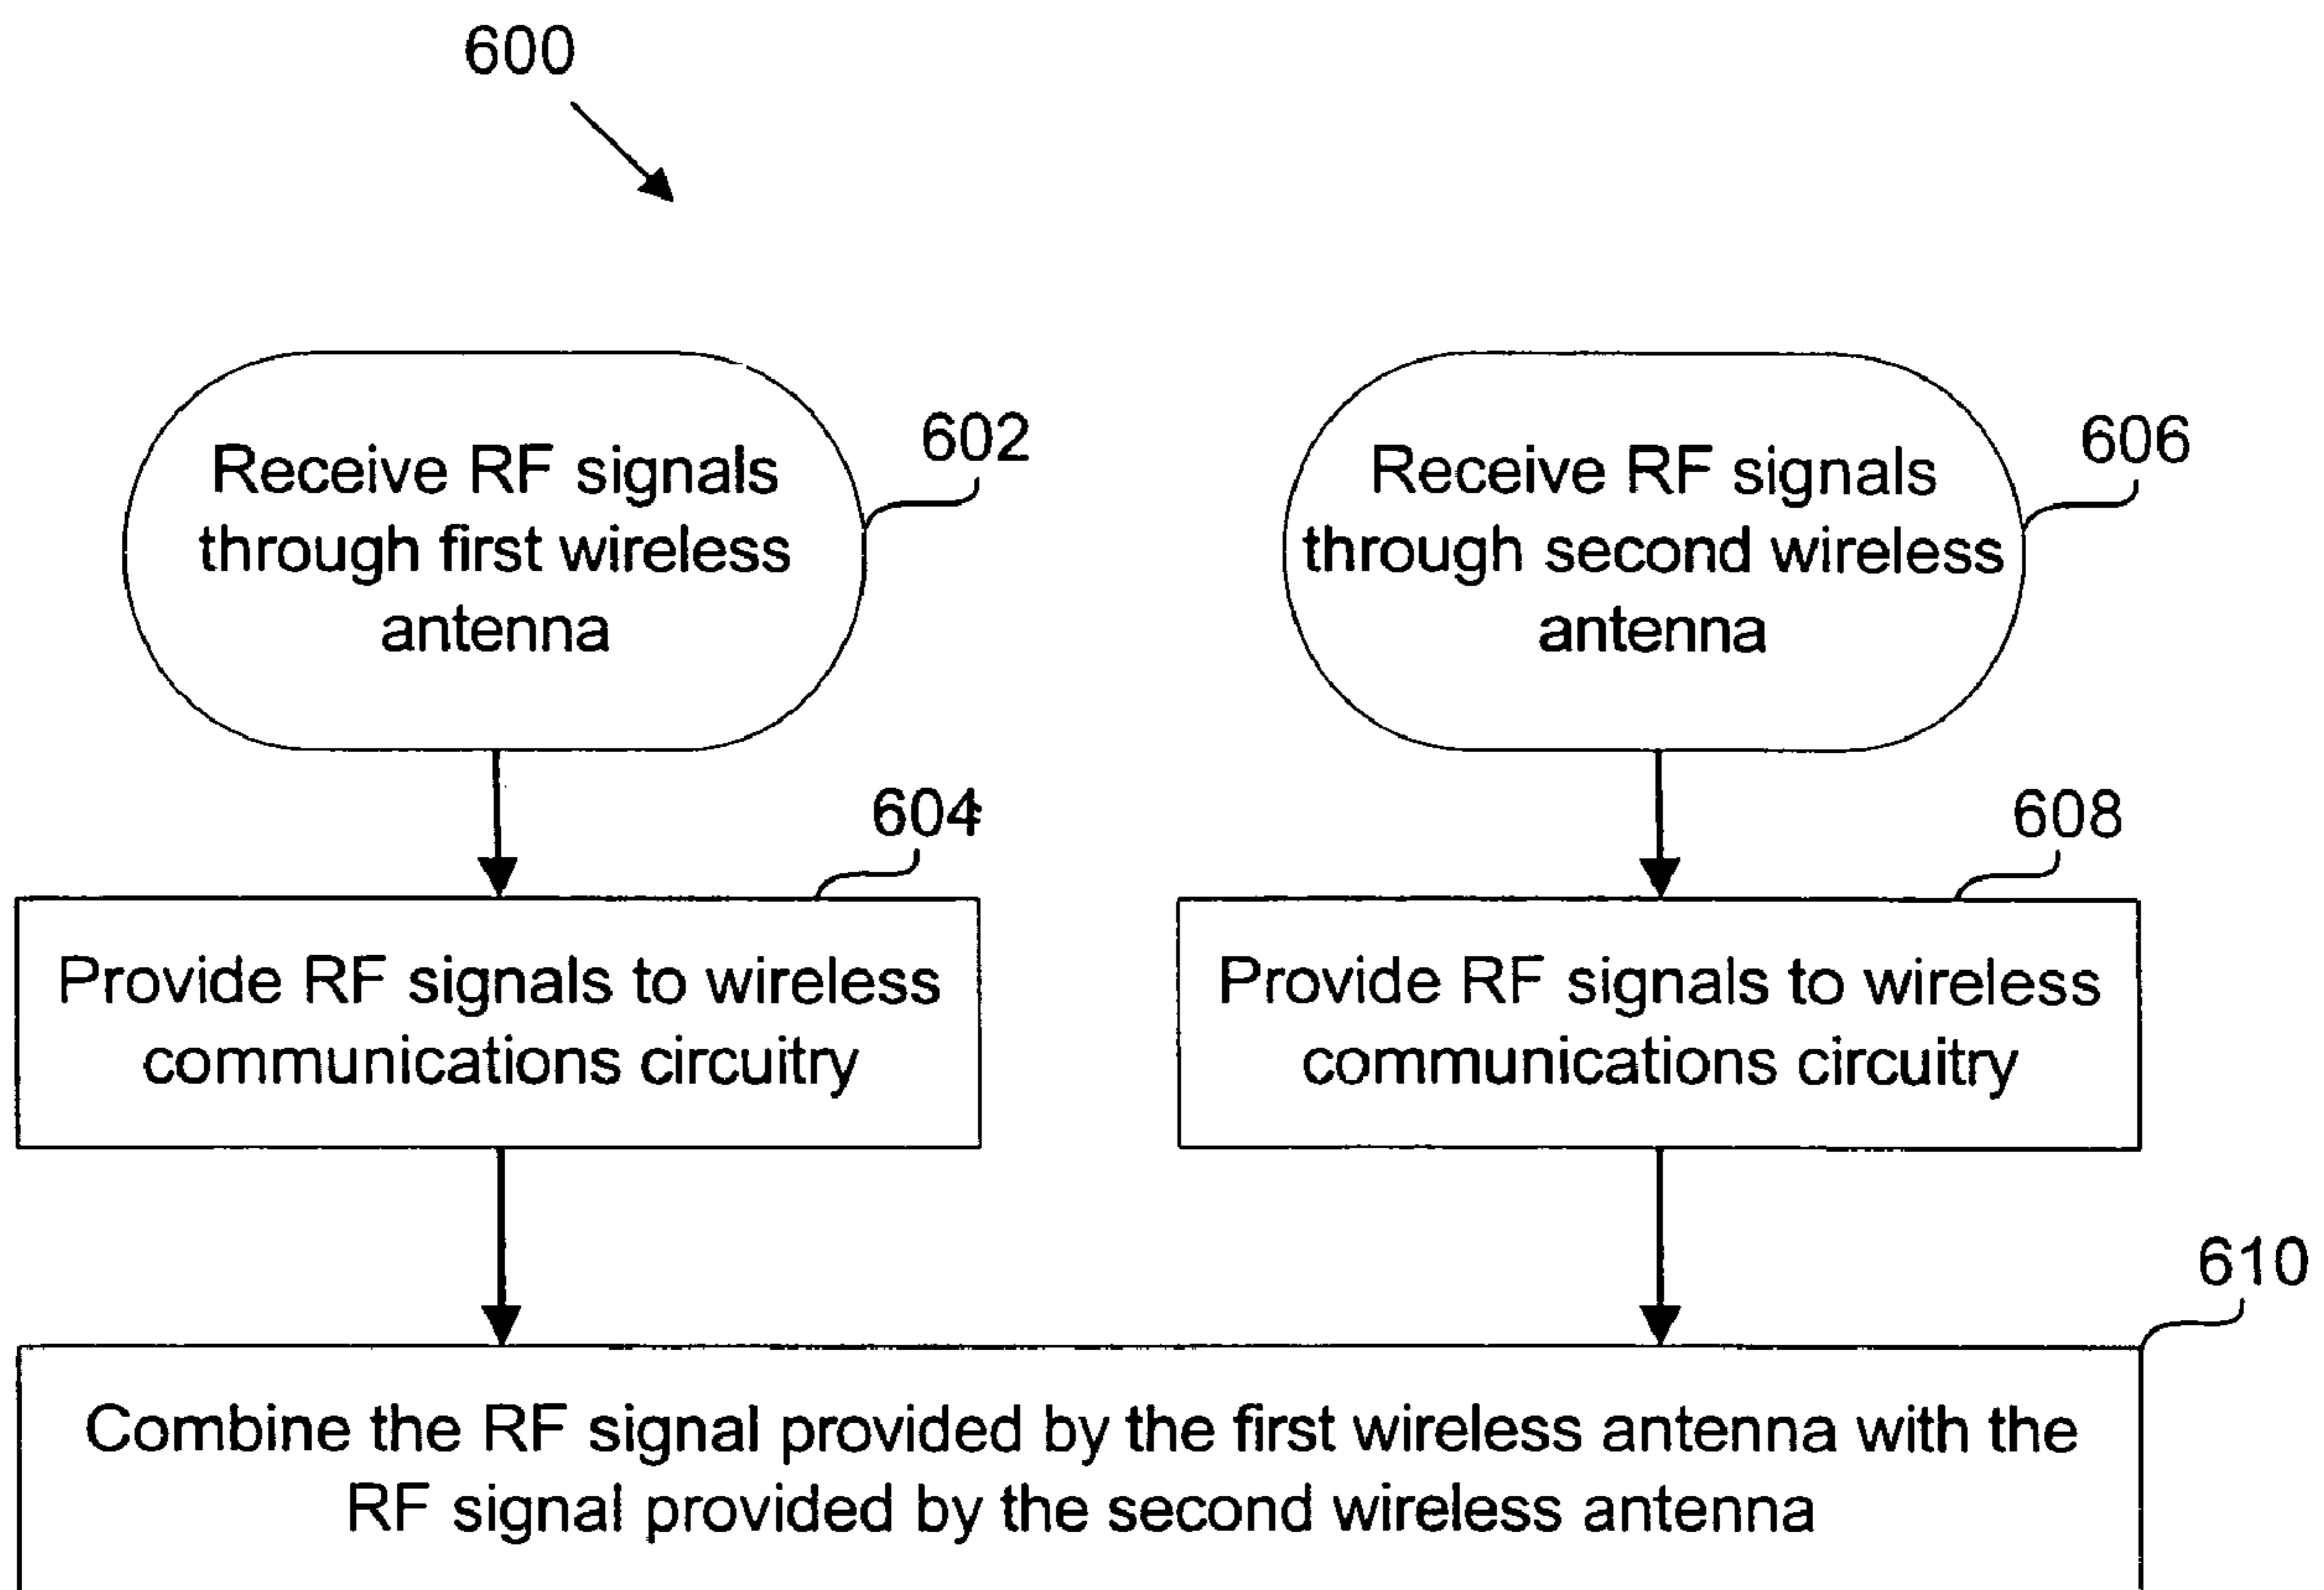 600
602
Receive RF signals
through first wireless
antenna
606
Receive RF signals
through second wireless
antenna
604
Provide RF signals to wireless
communications circuitry
608
Provide RF signals to wireless
communications circuitry
610
Combine the RF signal provided by the first wireless antenna with the
RF signal provided by the second wireless antenna